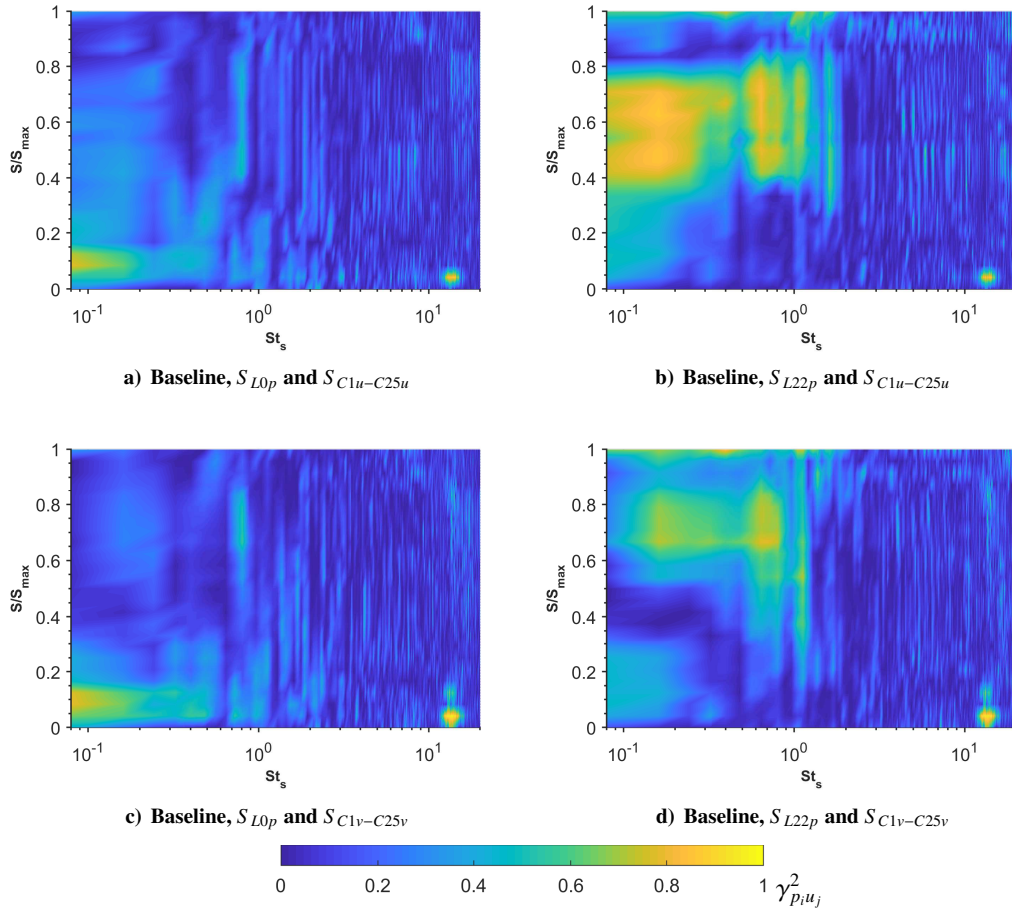 1
0.8
0.6
0.4
0.2
0
S/S_max
10^-1
10^0
10^1
St_s
a) Baseline, S_L0p and S_C1u−C25u
1
0.8
0.6
0.4
0.2
0
S/S_max
10^-1
10^0
10^1
St_s
b) Baseline, S_L22p and S_C1u−C25u
1
0.8
0.6
0.4
0.2
0
S/S_max
10^-1
10^0
10^1
St_s
c) Baseline, S_L0p and S_C1v−C25v
1
0.8
0.6
0.4
0.2
0
S/S_max
10^-1
10^0
10^1
St_s
d) Baseline, S_L22p and S_C1v−C25v
0 0.2 0.4 0.6 0.8 1
γ²_{p_i u_j}